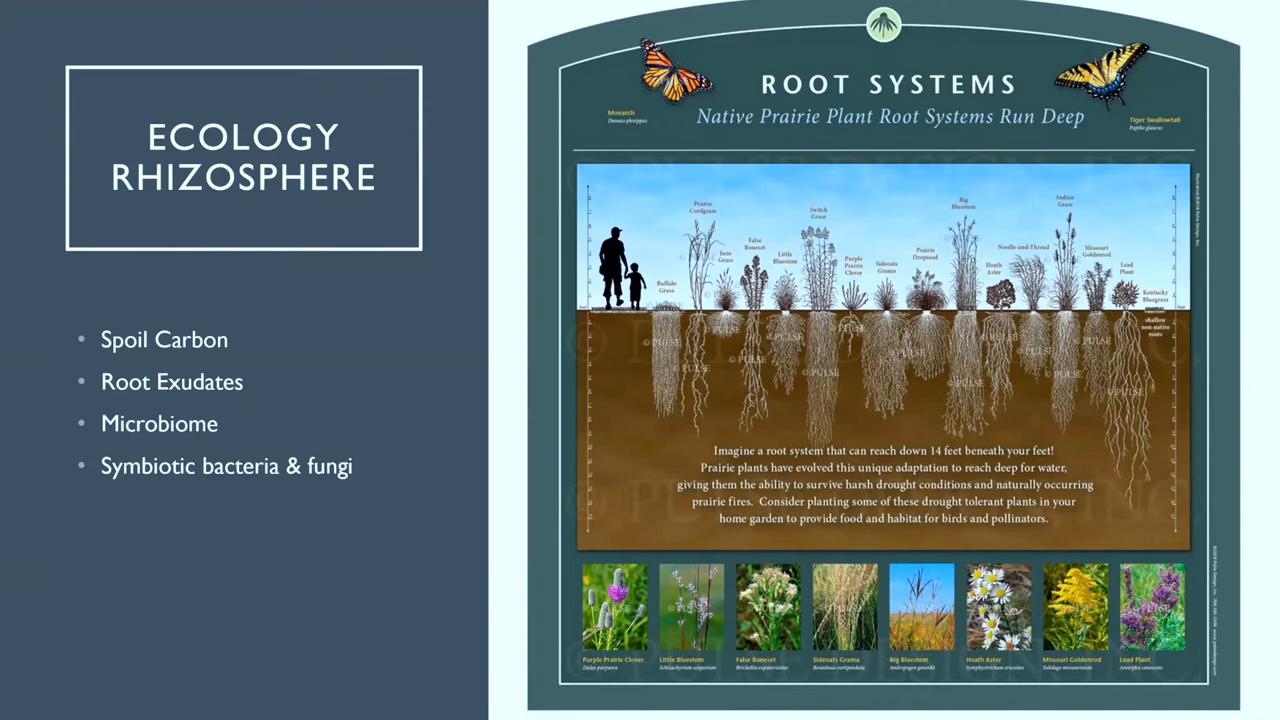 ECOLOGY
RHIZOSPHERE
• Spoil Carbon
• Root Exudates
• Microbiome
• Symbiotic bacteria & fungi
ROOT SYSTEMS
Native Prairie Plant Root Systems Run Deep
Monarch
Danaus plexippus
Tiger Swallowtail
Papilio glaucus
Buffalo
Grass
Prairie
Cordgrass
June
Grass
False
Boneset
Little
Bluestem
Switch
Grass
Purple
Prairie
Clover
Sideoats
Grama
Prairie
Dropseed
Big
Bluestem
Heath
Aster
Needle-and-Thread
Indian
Grass
Missouri
Goldenrod
Lead
Plant
Kentucky
Bluegrass
shallow
non-native
roots
© PULSE
Imagine a root system that can reach down 14 feet beneath your feet!
Prairie plants have evolved this unique adaptation to reach deep for water,
giving them the ability to survive harsh drought conditions and naturally occurring
prairie fires. Consider planting some of these drought tolerant plants in your
home garden to provide food and habitat for birds and pollinators.
Purple Prairie Clover
Dalea purpurea
Little Bluestem
Schizachyrium scoparium
False Boneset
Brickellia eupatorioides
Sideoats Grama
Bouteloua curtipendula
Big Bluestem
Andropogon gerardii
Heath Aster
Symphyotrichum ericoides
Missouri Goldenrod
Solidago missouriensis
Lead Plant
Amorpha canescens